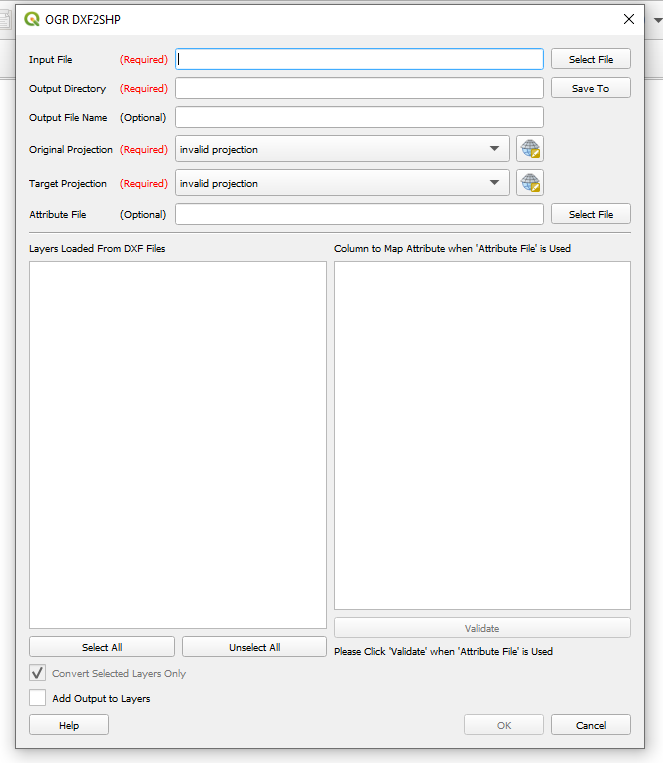 OGR DXF2SHP
Input File (Required) Select File
Output Directory (Required) Save To
Output File Name (Optional)
Original Projection (Required) invalid projection
Target Projection (Required) invalid projection
Attribute File (Optional) Select File
Layers Loaded From DXF Files Column to Map Attribute when 'Attribute File' is Used
Validate
Select All Unselect All Please Click 'Validate' when 'Attribute File' is Used
Convert Selected Layers Only
Add Output to Layers
Help OK Cancel